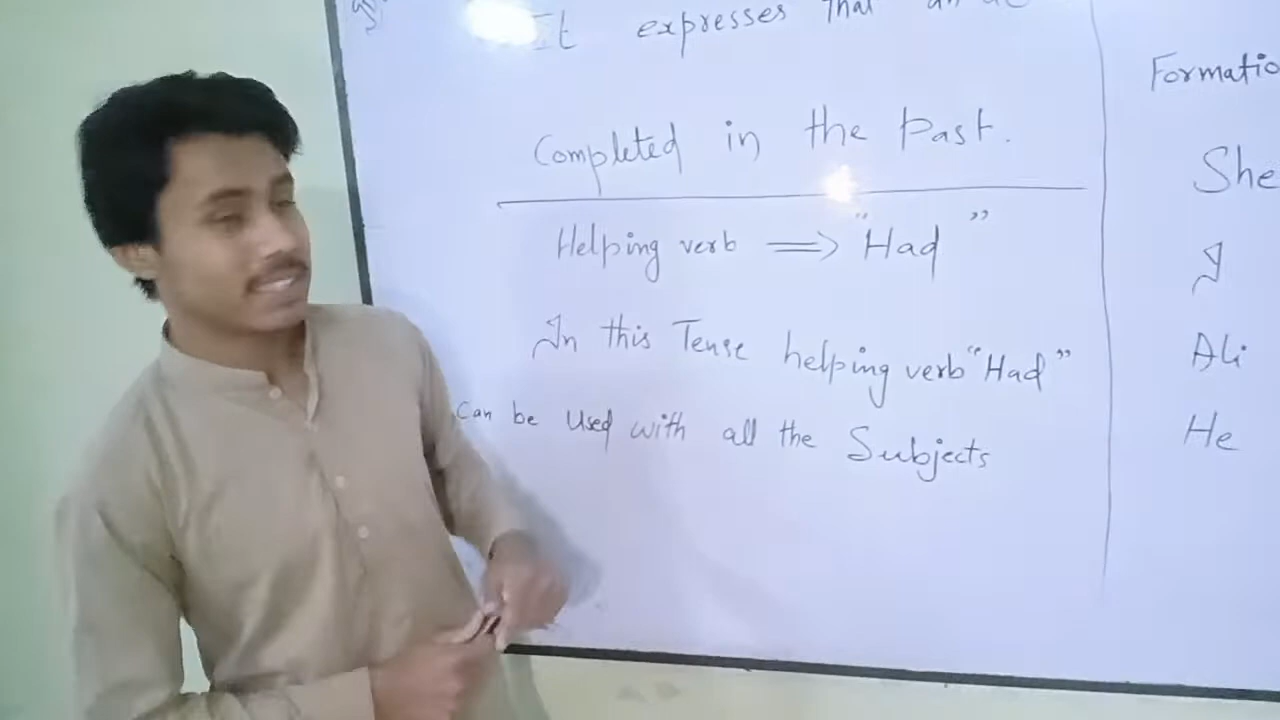 It expresses that an
Completed in the Past.
Helping verb ⇒ "Had"
In this Tense helping verb "Had"
Can be Used with all the Subjects
Formatio
She
I
Ali
He